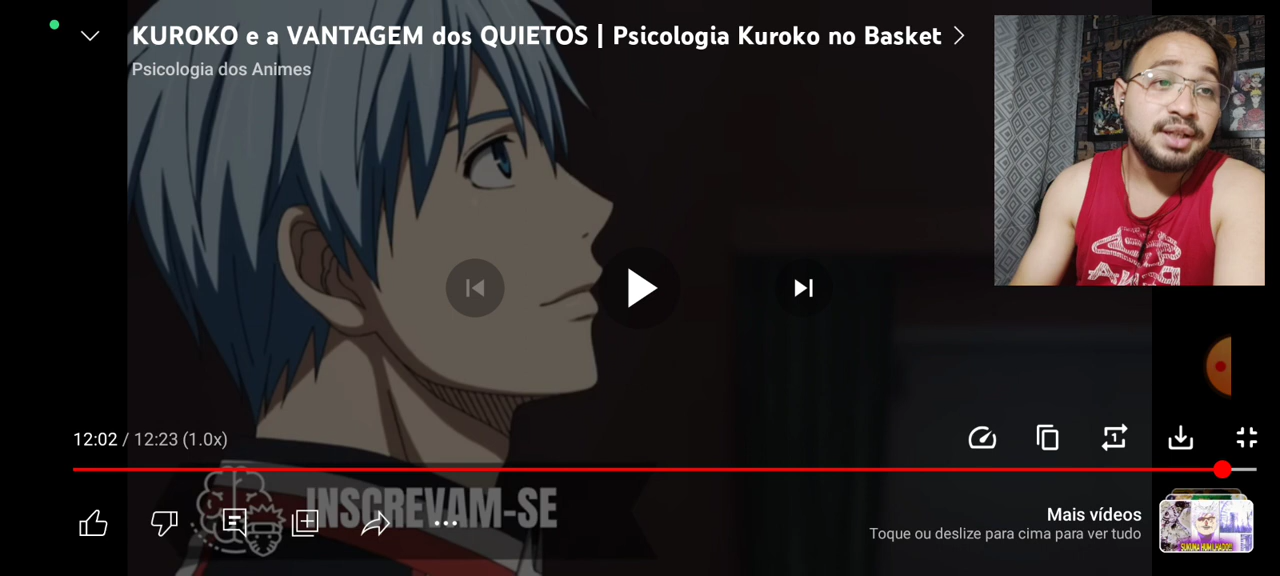 KUROKO e a VANTAGEM dos QUIETOS | Psicologia Kuroko no Basket
Psicologia dos Animes
12:02 / 12:23 (1.0x)
1
INSCREVAM-SE
Mais vídeos
Toque ou deslize para cima para ver tudo